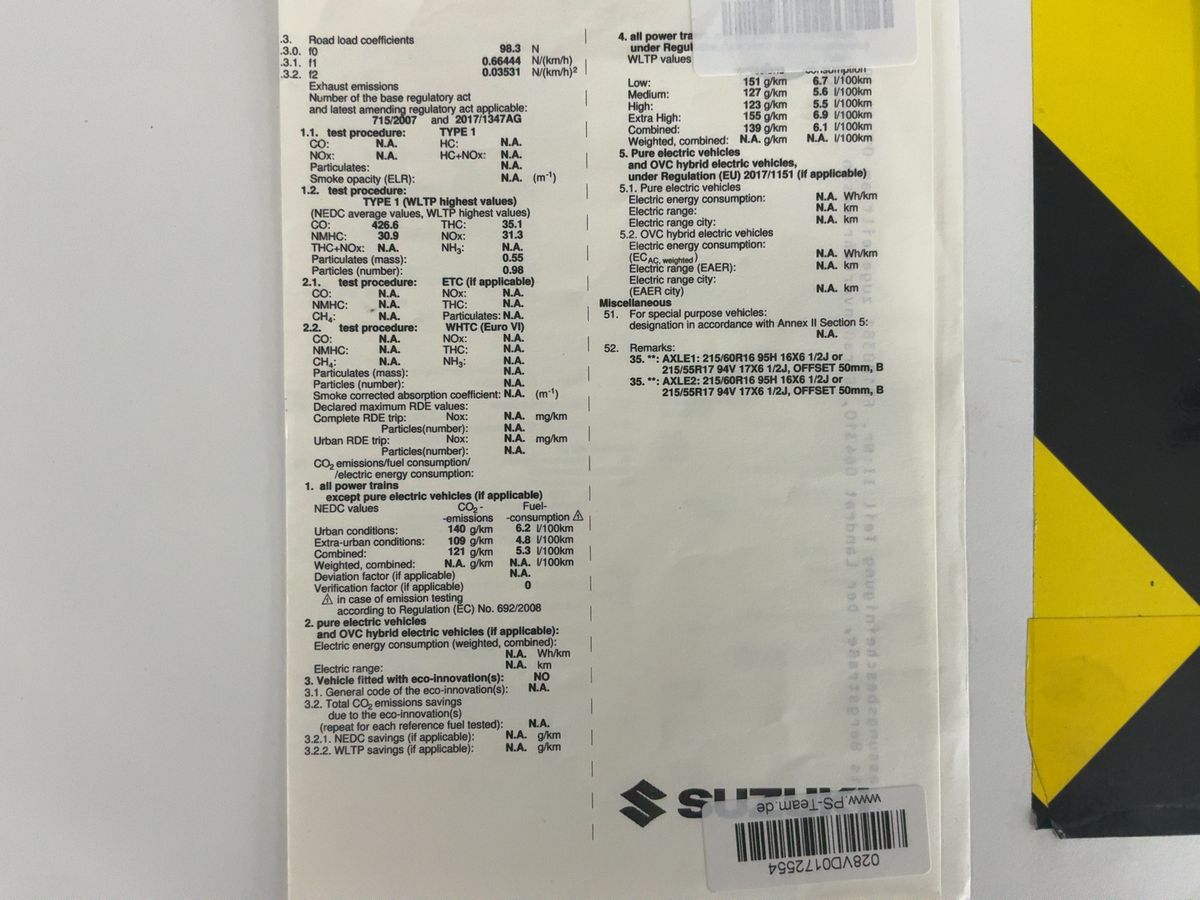 .3. Road load coefficients
.3.0. f0 98.3 N
.3.1. f1 0.66444 N/(km/h)
.3.2. f2 0.03531 N/(km/h)²
Exhaust emissions
Number of the base regulatory act
and latest amending regulatory act applicable:
715/2007 and 2017/1347AG
1.1. test procedure: TYPE 1
CO: N.A. HC: N.A.
NOx: N.A. HC+NOx: N.A.
Particulates: N.A.
Smoke opacity (ELR): N.A. (m⁻¹)
1.2. test procedure:
TYPE 1 (WLTP highest values)
(NEDC average values, WLTP highest values)
CO: 426.6 THC: 35.1
NMHC: 30.9 NOx: 31.3
THC+NOx: N.A. NH₃: N.A.
Particulates (mass): 0.55
Particles (number): 0.98
2.1. test procedure: ETC (if applicable)
CO: N.A. NOx: N.A.
NMHC: N.A. THC: N.A.
CH₄: N.A. Particulates: N.A.
2.2. test procedure: WHTC (Euro VI)
CO: N.A. NOx: N.A.
NMHC: N.A. THC: N.A.
CH₄: N.A. NH₃: N.A.
Particulates (mass): N.A.
Particles (number): N.A.
Smoke corrected absorption coefficient: N.A. (m⁻¹)
Declared maximum RDE values:
Complete RDE trip: Nox: N.A. mg/km
Particles(number): N.A.
Urban RDE trip: Nox: N.A. mg/km
Particles(number): N.A.
CO₂ emissions/fuel consumption/
/electric energy consumption:
1. all power trains
except pure electric vehicles (if applicable)
NEDC values CO₂ - Fuel-
-emissions -consumption ⚠
Urban conditions: 140 g/km 6.2 l/100km
Extra-urban conditions: 109 g/km 4.8 l/100km
Combined: 121 g/km 5.3 l/100km
Weighted, combined: N.A. g/km N.A. l/100km
Deviation factor (if applicable) N.A.
Verification factor (if applicable) 0
⚠ in case of emission testing
according to Regulation (EC) No. 692/2008
2. pure electric vehicles
and OVC hybrid electric vehicles (if applicable):
Electric energy consumption (weighted, combined):
N.A. Wh/km
Electric range: N.A. km
3. Vehicle fitted with eco-innovation(s): NO
3.1. General code of the eco-innovation(s): N.A.
3.2. Total CO₂ emissions savings
due to the eco-innovation(s)
(repeat for each reference fuel tested): N.A.
3.2.1. NEDC savings (if applicable): N.A. g/km
3.2.2. WLTP savings (if applicable): N.A. g/km
4. all power tra
under Regul
WLTP values
Low: 151 g/km 6.7 l/100km
Medium: 127 g/km 5.6 l/100km
High: 123 g/km 5.5 l/100km
Extra High: 155 g/km 6.9 l/100km
Combined: 139 g/km 6.1 l/100km
Weighted, combined: N.A. g/km N.A. l/100km
5. Pure electric vehicles
and OVC hybrid electric vehicles,
under Regulation (EU) 2017/1151 (if applicable)
5.1. Pure electric vehicles
Electric energy consumption: N.A. Wh/km
Electric range: N.A. km
Electric range city: N.A. km
5.2. OVC hybrid electric vehicles
Electric energy consumption:
(EC AC, weighted) N.A. Wh/km
Electric range (EAER): N.A. km
Electric range city:
(EAER city) N.A. km
Miscellaneous
51. For special purpose vehicles:
designation in accordance with Annex II Section 5:
N.A.
52. Remarks:
35. **: AXLE1: 215/60R16 95H 16X6 1/2J or
215/55R17 94V 17X6 1/2J, OFFSET 50mm, B
35. **: AXLE2: 215/60R16 95H 16X6 1/2J or
215/55R17 94V 17X6 1/2J, OFFSET 50mm, B
SUZUKI
www.PS-Team.de
028VD0172554